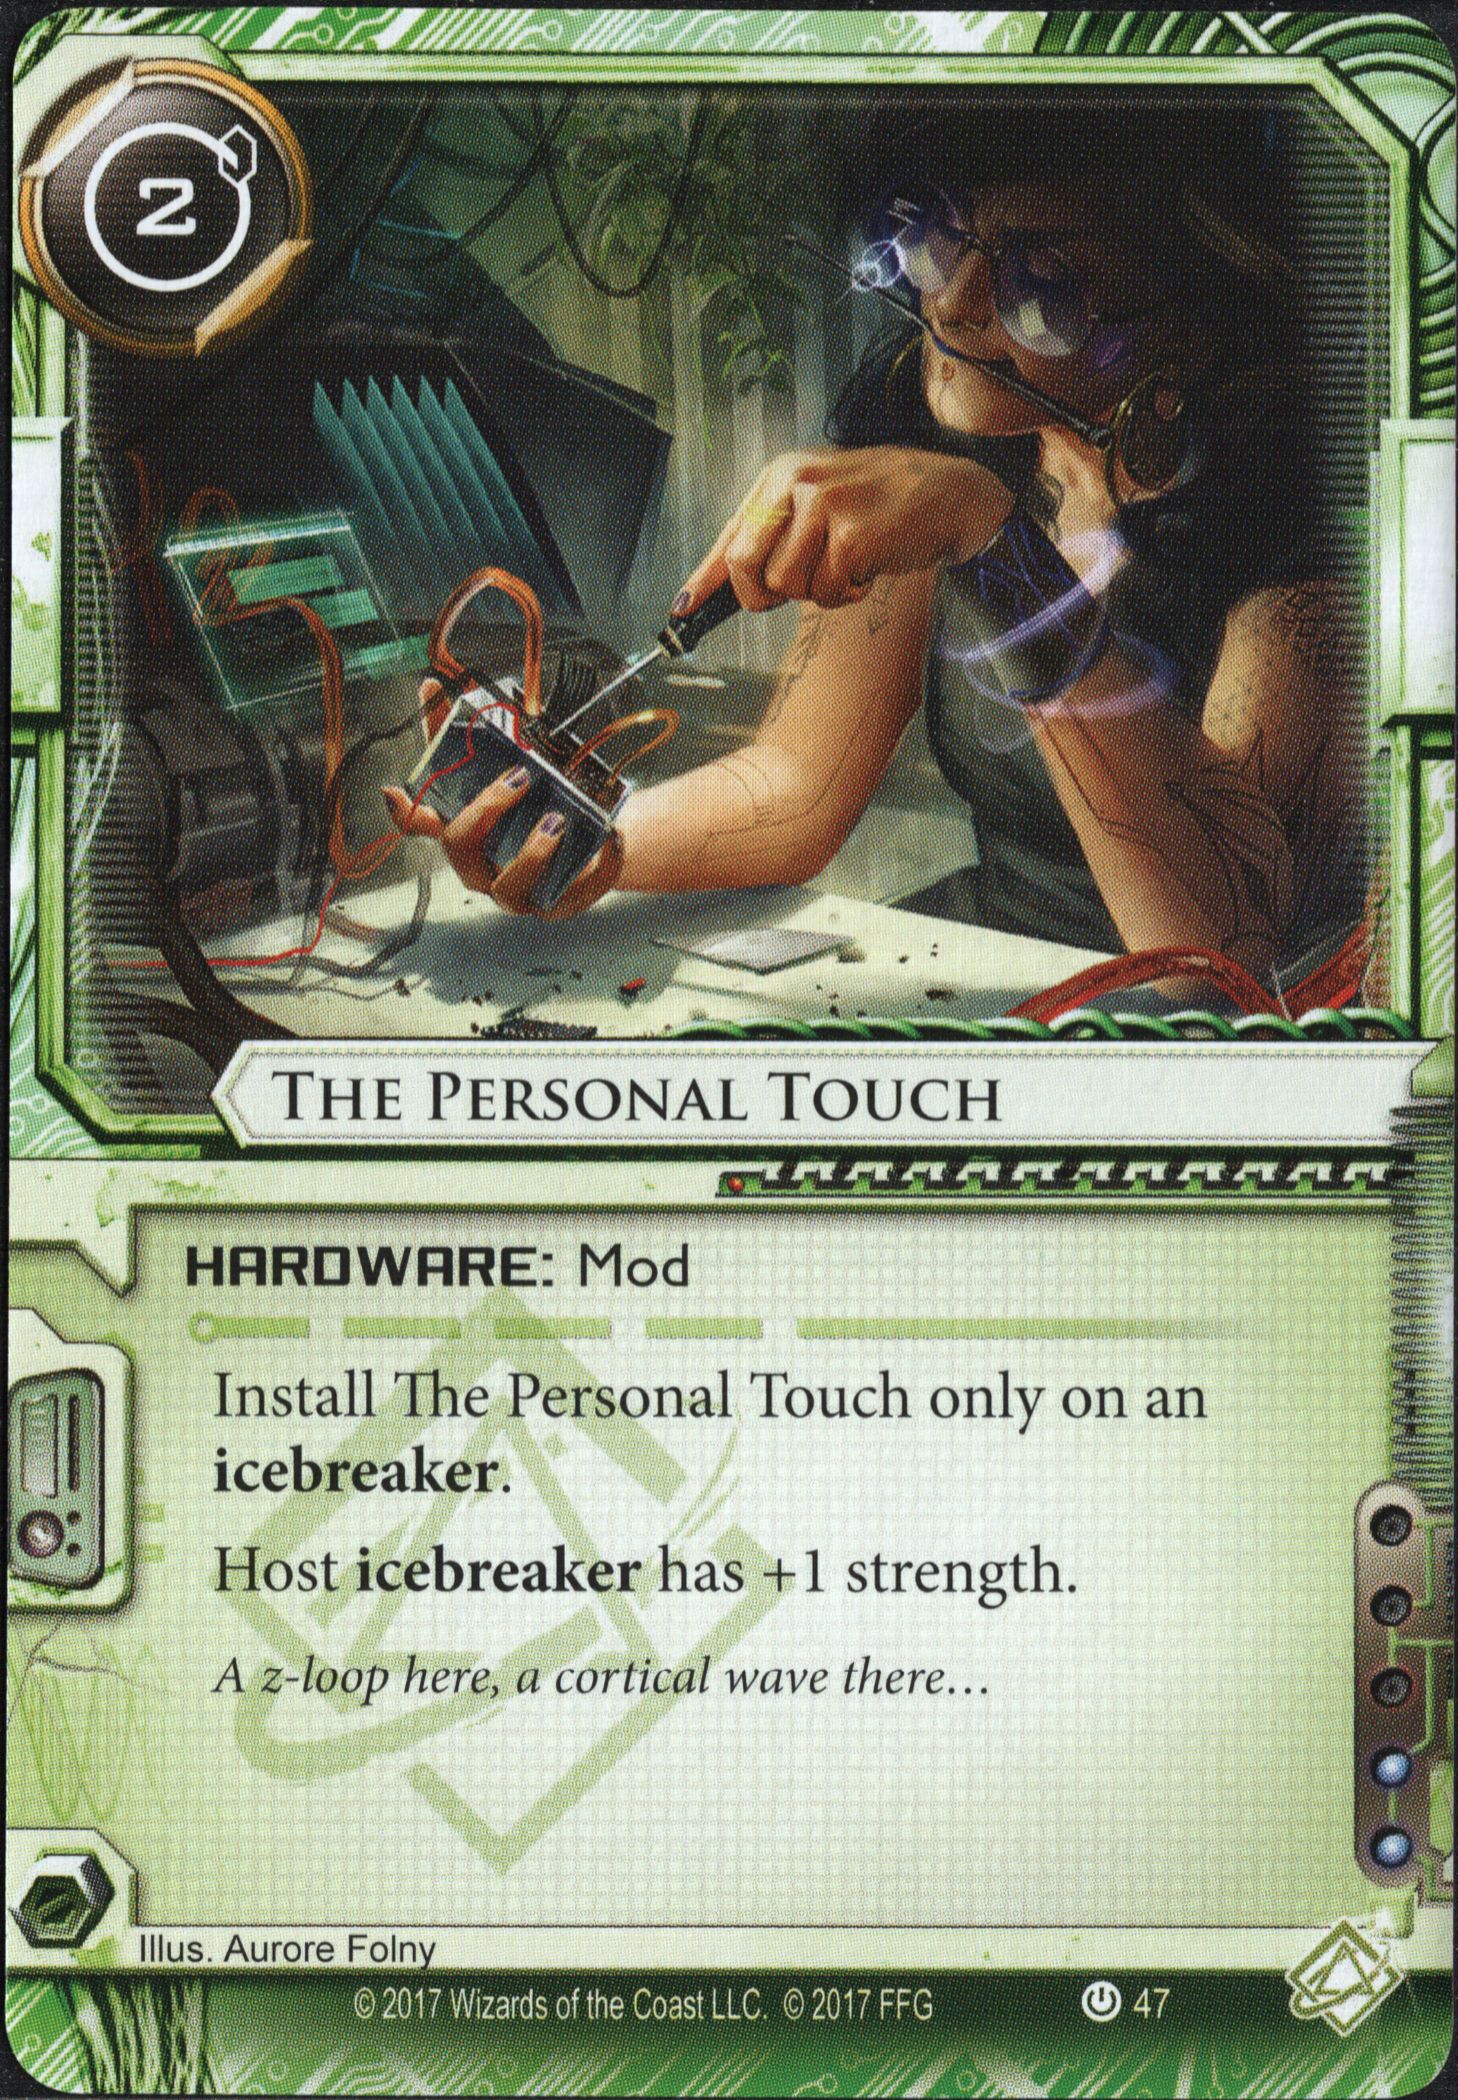 2
THE PERSONAL TOUCH
HARDWARE: Mod
Install The Personal Touch only on an
icebreaker.
Host icebreaker has +1 strength.
A z-loop here, a cortical wave there…
Illus. Aurore Folny
© 2017 Wizards of the Coast LLC. © 2017 FFG 47